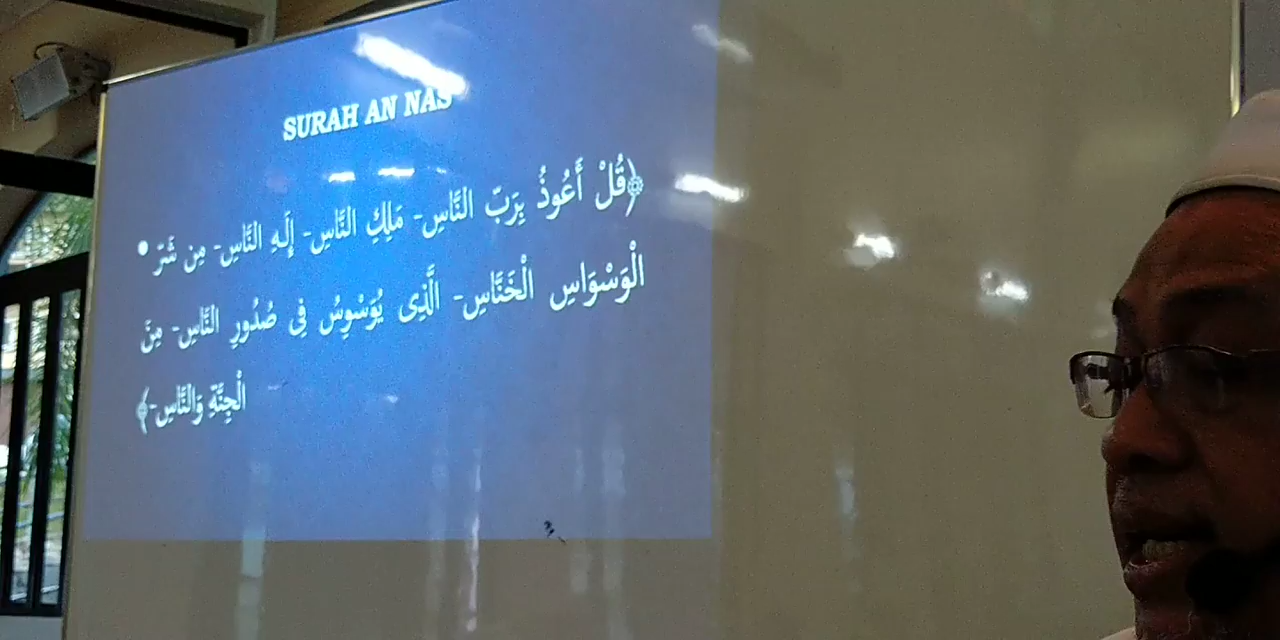 SURAH AN NAS
﴿قُلْ أَعُوذُ بِرَبّ النَّاسِ- مَلِكِ النَّاسِ- إِلَـهِ النَّاسِ- مِن شَرّ
الْوَسْوَاسِ الْخَنَّاسِ- الَّذِى يُوَسْوِسُ فِى صُدُورِ النَّاسِ- مِنَ
الْجِنَّةِ وَالنَّاسِ-﴾